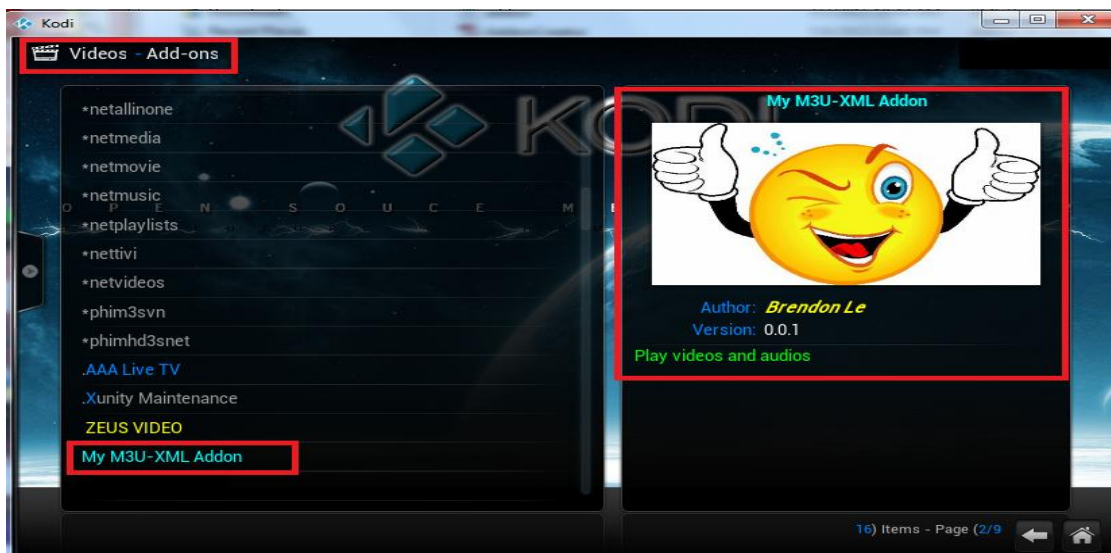 Kodi
Videos - Add-ons
*netallinone
*netmedia
*netmovie
*netmusic
*netplaylists
*nettivi
*netvideos
*phim3svn
*phimhd3snet
.AAA Live TV
.Xunity Maintenance
ZEUS VIDEO
My M3U-XML Addon
KODI
O P E N S O U C E M E
My M3U-XML Addon
Author: Brendon Le
Version: 0.0.1
Play videos and audios
16) Items - Page (2/9